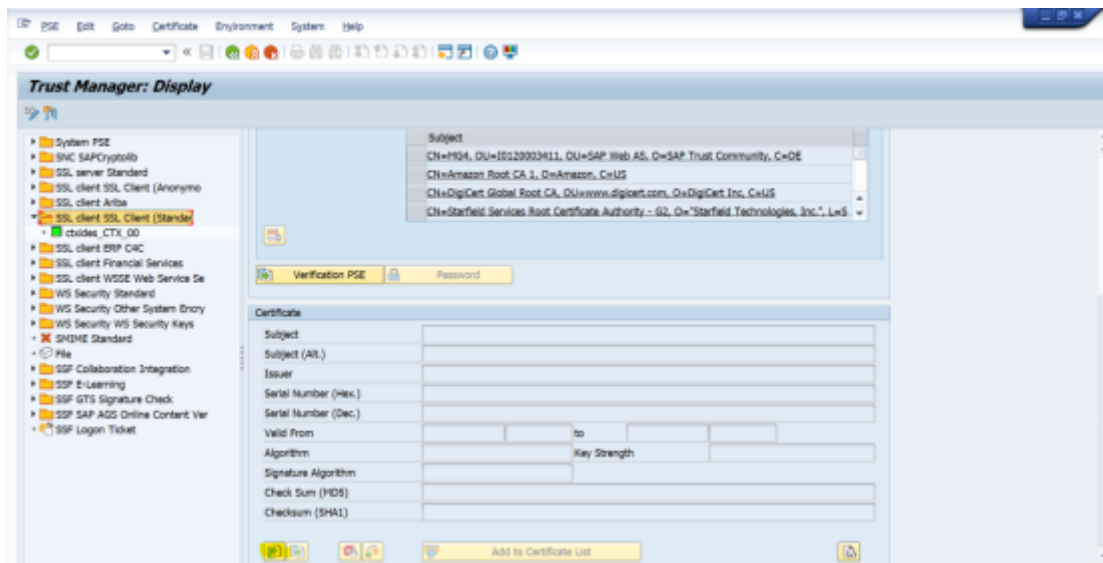 PSE Edit Goto Certificate Environment System Help
Trust Manager: Display
System PSE
SNC SAPCryptolib
SSL server Standard
SSL client SSL Client (Anonymo
SSL client Ariba
SSL client SSL Client (Standar
ctxides_CTX_00
SSL client ERP C4C
SSL client Financial Services
SSL client WSSE Web Service Se
WS Security Standard
WS Security Other System Encry
WS Security WS Security Keys
SMIME Standard
File
SSF Collaboration Integration
SSF E-Learning
SSF GTS Signature Check
SSF SAP AGS Online Content Ver
SSF Logon Ticket
Subject
CN=MG4, OU=I0120003411, OU=SAP Web AS, O=SAP Trust Community, C=DE
CN=Amazon Root CA 1, O=Amazon, C=US
CN=DigiCert Global Root CA, OU=www.digicert.com, O=DigiCert Inc, C=US
CN=Starfield Services Root Certificate Authority - G2, O="Starfield Technologies, Inc.", L=S
Verification PSE Password
Certificate
Subject
Subject (Alt.)
Issuer
Serial Number (Hex.)
Serial Number (Dec.)
Valid From to
Algorithm Key Strength
Signature Algorithm
Check Sum (MD5)
Checksum (SHA1)
Add to Certificate List